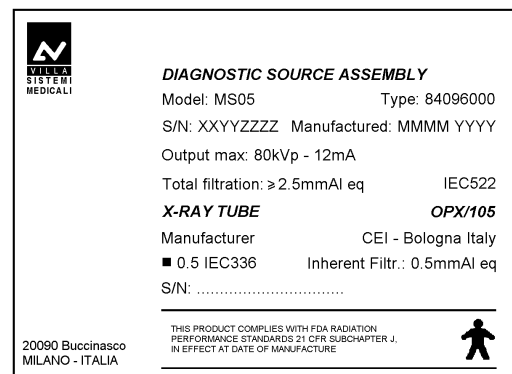 VILLA
SISTEMI
MEDICALI
DIAGNOSTIC SOURCE ASSEMBLY
Model: MS05 Type: 84096000
S/N: XXYYZZZZ Manufactured: MMMM YYYY
Output max: 80kVp - 12mA
Total filtration: ⩾2.5mmAl eq IEC522
X-RAY TUBE OPX/105
Manufacturer CEI - Bologna Italy
■ 0.5 IEC336 Inherent Filtr.: 0.5mmAl eq
S/N: ................................
THIS PRODUCT COMPLIES WITH FDA RADIATION
PERFORMANCE STANDARDS 21 CFR SUBCHAPTER J,
IN EFFECT AT DATE OF MANUFACTURE
20090 Buccinasco
MILANO - ITALIA